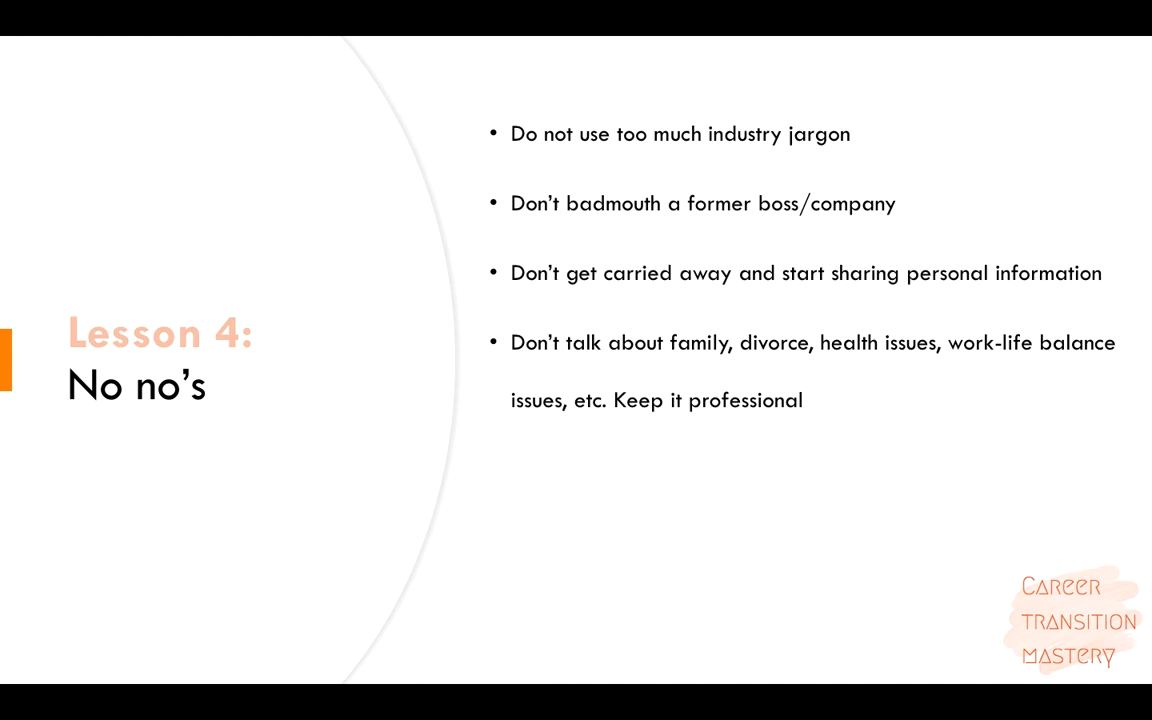 Lesson 4:
No no’s
• Do not use too much industry jargon
• Don’t badmouth a former boss/company
• Don’t get carried away and start sharing personal information
• Don’t talk about family, divorce, health issues, work-life balance
issues, etc. Keep it professional
CAREER
TRANSITION
MASTERY